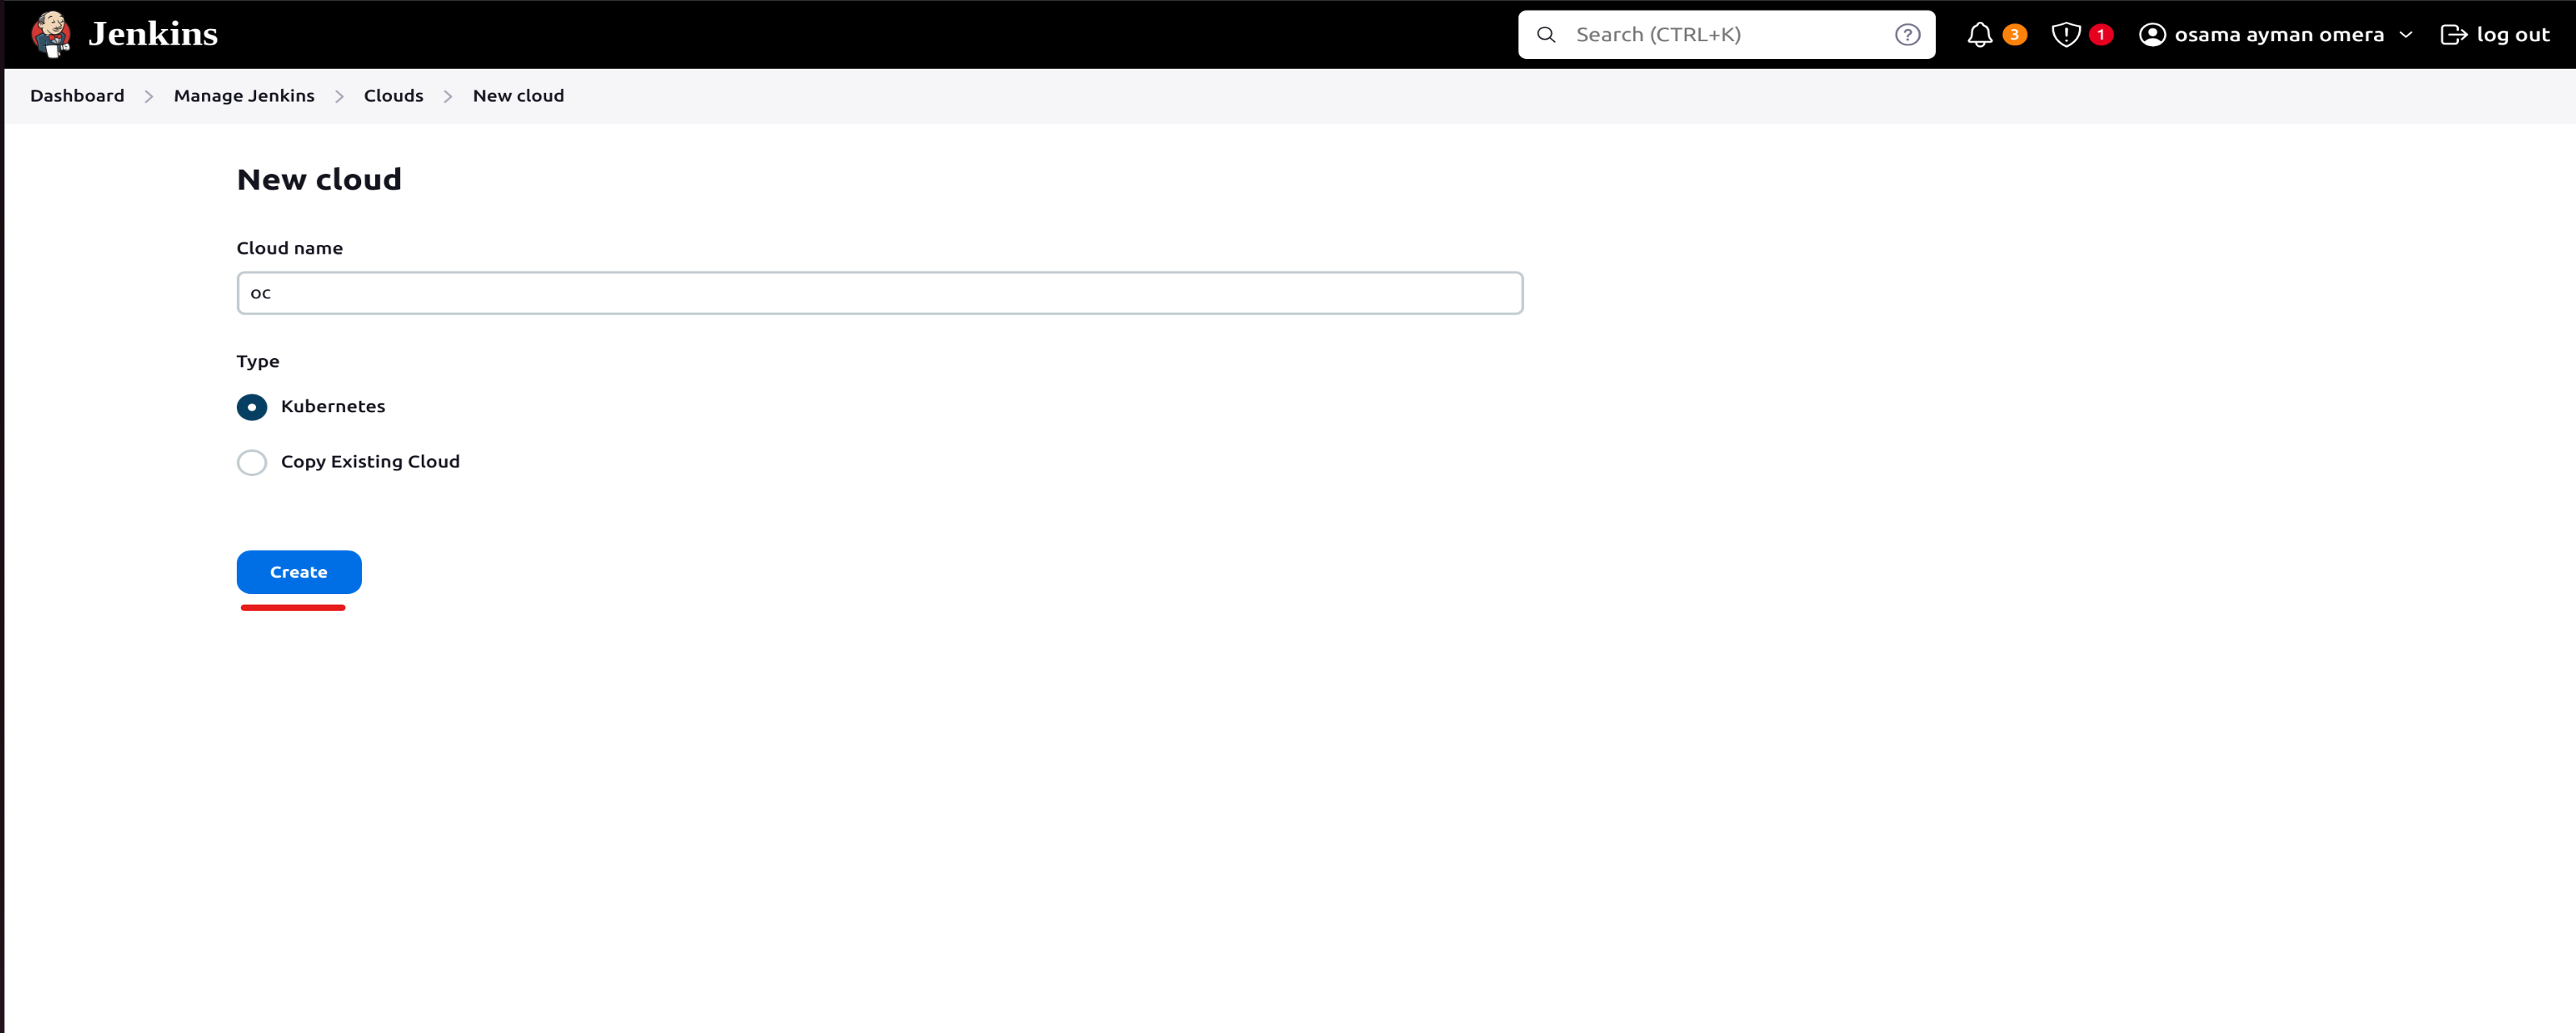 Jenkins
Search (CTRL+K)
?
3
!
1
osama ayman omera
log out
Dashboard > Manage Jenkins > Clouds > New cloud
New cloud
Cloud name
oc
Type
Kubernetes
Copy Existing Cloud
Create